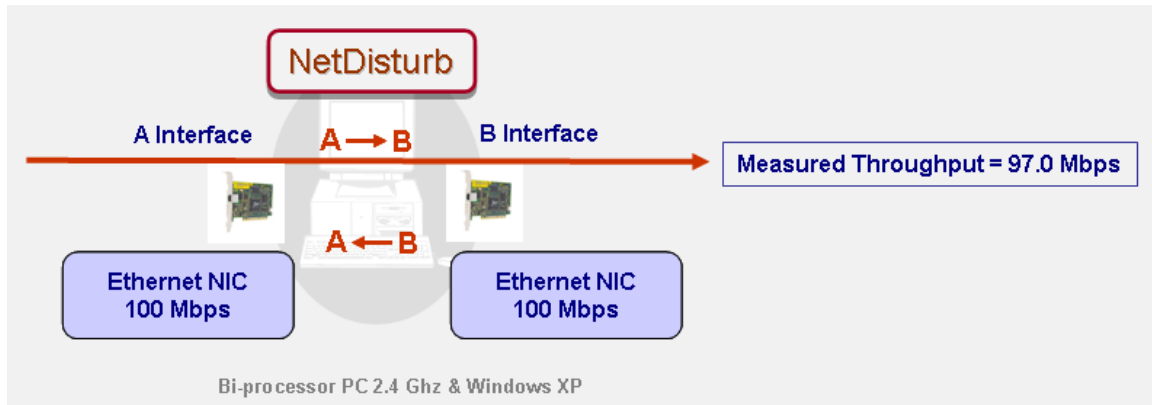 NetDisturb
A Interface
A B
B Interface
Measured Throughput = 97.0 Mbps
A B
Ethernet NIC
100 Mbps
Ethernet NIC
100 Mbps
Bi-processor PC 2.4 Ghz & Windows XP